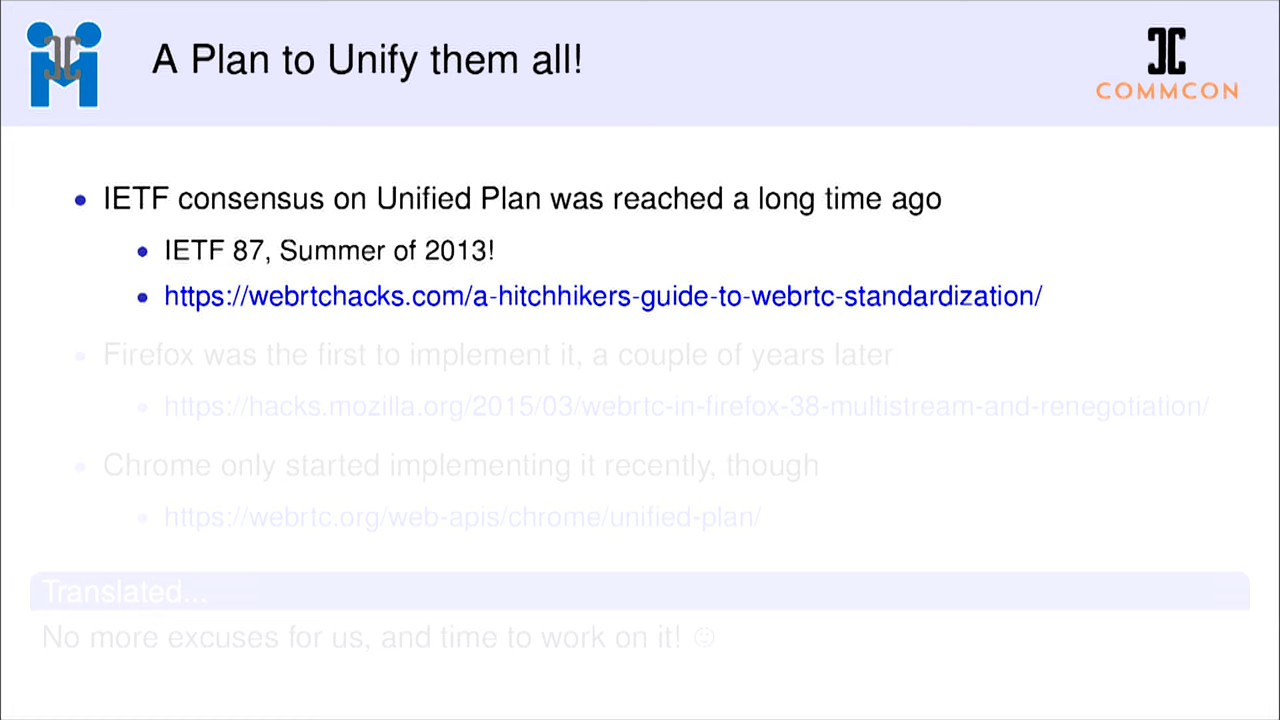 A Plan to Unify them all!
COMMCON
IETF consensus on Unified Plan was reached a long time ago
IETF 87, Summer of 2013!
https://webrtchacks.com/a-hitchhikers-guide-to-webrtc-standardization/
Firefox was the first to implement it, a couple of years later
https://hacks.mozilla.org/2015/03/webrtc-in-firefox-38-multistream-and-renegotiation/
Chrome only started implementing it recently, though
https://webrtc.org/web-apis/chrome/unified-plan/
Translated...
No more excuses for us, and time to work on it! ☺